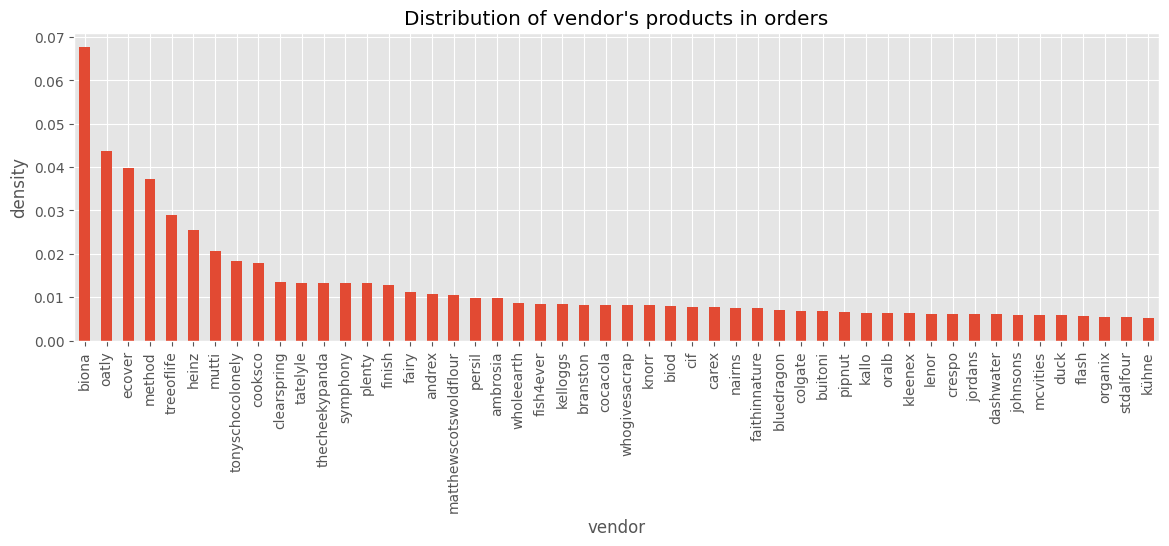 Distribution of vendor's products in orders
0.07
0.06
0.05
0.04
0.03
0.02
0.01
0.00
density
biona
oatly
ecover
method
treeoflife
heinz
mutti
tonyschocolonely
cooksco
clearspring
tatelyle
thecheekypanda
symphony
plenty
finish
fairy
andrex
matthewscotswoldflour
persil
ambrosia
wholeearth
fish4ever
kelloggs
branston
cocacola
whogivesacrap
knorr
biod
cif
carex
nairns
faithinnature
bluedragon
colgate
buitoni
pipnut
kallo
oralb
kleenex
lenor
crespo
jordans
dashwater
johnsons
mcvities
duck
flash
organix
stdalfour
kühne
vendor